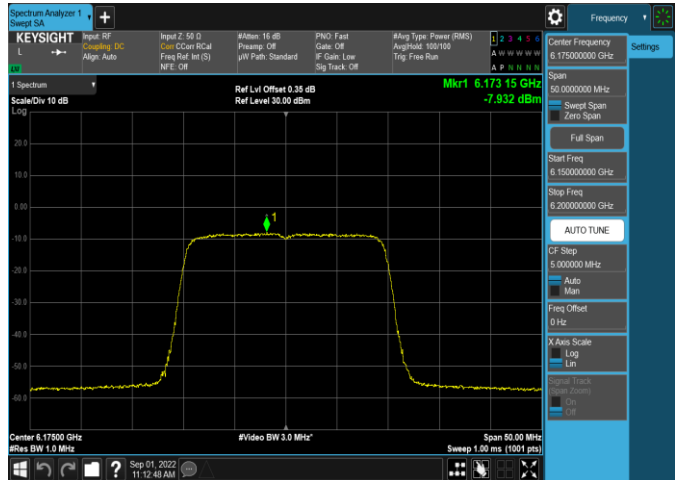 Spectrum Analyzer 1
Swept SA
Frequency
KEYSIGHT
L
Input: RF
Coupling: DC
Align: Auto
Input Z: 50 Ω
Corr CCorr RCal
Freq Ref: Int (S)
NFE: Off
#Atten: 16 dB
Preamp: Off
µW Path: Standard
PNO: Fast
Gate: Off
IF Gain: Low
Sig Track: Off
#Avg Type: Power (RMS)
Avg|Hold: 100/100
Trig: Free Run
1 2 3 4 5 6
A W W W W W
A P N N N N
1 Spectrum
Scale/Div 10 dB
Log
Ref Lvl Offset 0.35 dB
Ref Level 30.00 dBm
Mkr1 6.173 15 GHz
-7.932 dBm
20.0
10.0
0.00
-10.0
-20.0
-30.0
-40.0
-50.0
-60.0
1
Center 6.17500 GHz
#Res BW 1.0 MHz
#Video BW 3.0 MHz*
Span 50.00 MHz
Sweep 1.00 ms (1001 pts)
Sep 01, 2022
11:12:48 AM
Center Frequency
6.175000000 GHz
Settings
Span
50.0000000 MHz
Swept Span
Zero Span
Full Span
Start Freq
6.150000000 GHz
Stop Freq
6.200000000 GHz
AUTO TUNE
CF Step
5.000000 MHz
Auto
Man
Freq Offset
0 Hz
X Axis Scale
Log
Lin
Signal Track
(Span Zoom)
On
Off